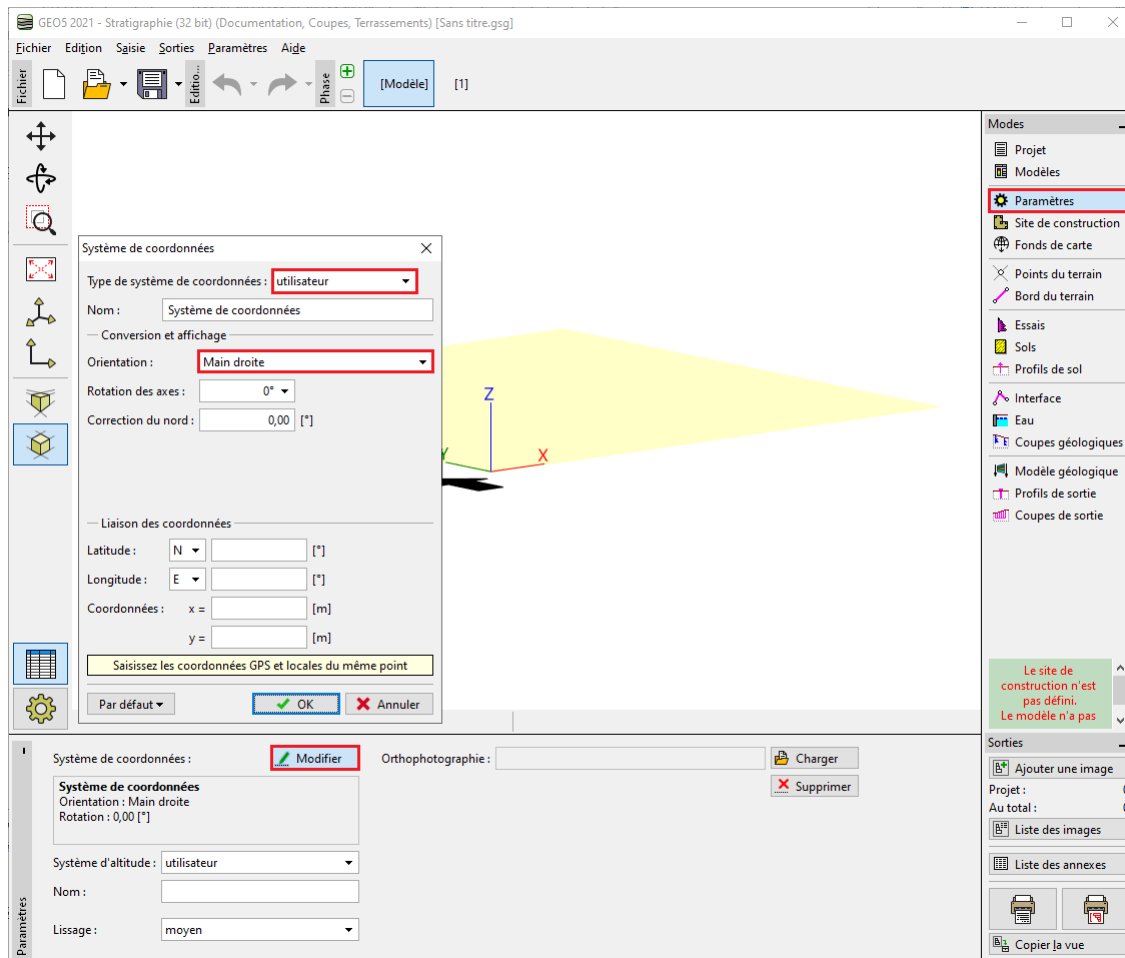 GEO5 2021 - Stratigraphie (32 bit) (Documentation, Coupes, Terrassements) [Sans titre.gsg]
Fichier Edition Saisie Sorties Paramètres Aide
Fichier
Editio...
Phase
[Modèle] [1]
Système de coordonnées
Type de système de coordonnées : utilisateur
Nom : Système de coordonnées
Conversion et affichage
Orientation : Main droite
Rotation des axes : 0°
Correction du nord : 0,00 [°]
Liaison des coordonnées
Latitude : N [°]
Longitude : E [°]
Coordonnées : x = [m]
y = [m]
Saisissez les coordonnées GPS et locales du même point
Par défaut OK Annuler
Z
Y
X
Modes
Projet
Modèles
Paramètres
Site de construction
Fonds de carte
Points du terrain
Bord du terrain
Essais
Sols
Profils de sol
Interface
Eau
Coupes géologiques
Modèle géologique
Profils de sortie
Coupes de sortie
Le site de
construction n'est
pas défini.
Le modèle n'a pas
Sorties
Ajouter une image
Projet : 0
Au total : 0
Liste des images
Liste des annexes
Copier la vue
Paramètres
Système de coordonnées : Modifier
Orthophotographie : Charger
Supprimer
Système de coordonnées
Orientation : Main droite
Rotation : 0,00 [°]
Système d'altitude : utilisateur
Nom :
Lissage : moyen